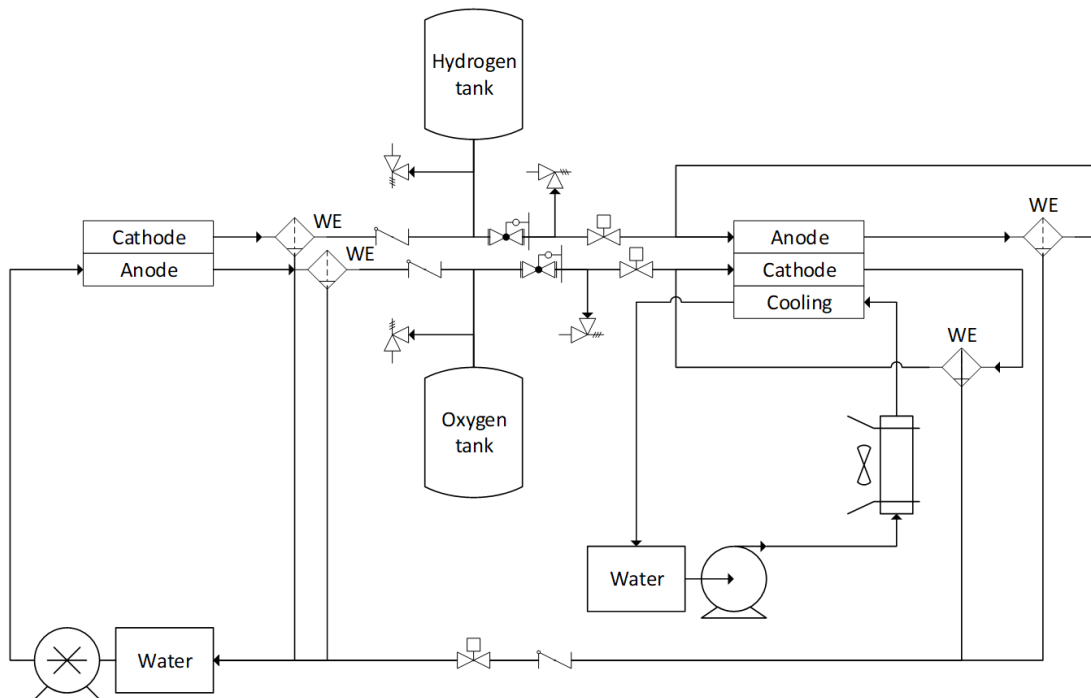 Hydrogen
tank
WE
WE
Cathode
Anode
WE
Anode
Cathode
Cooling
WE
Oxygen
tank
Water
Water